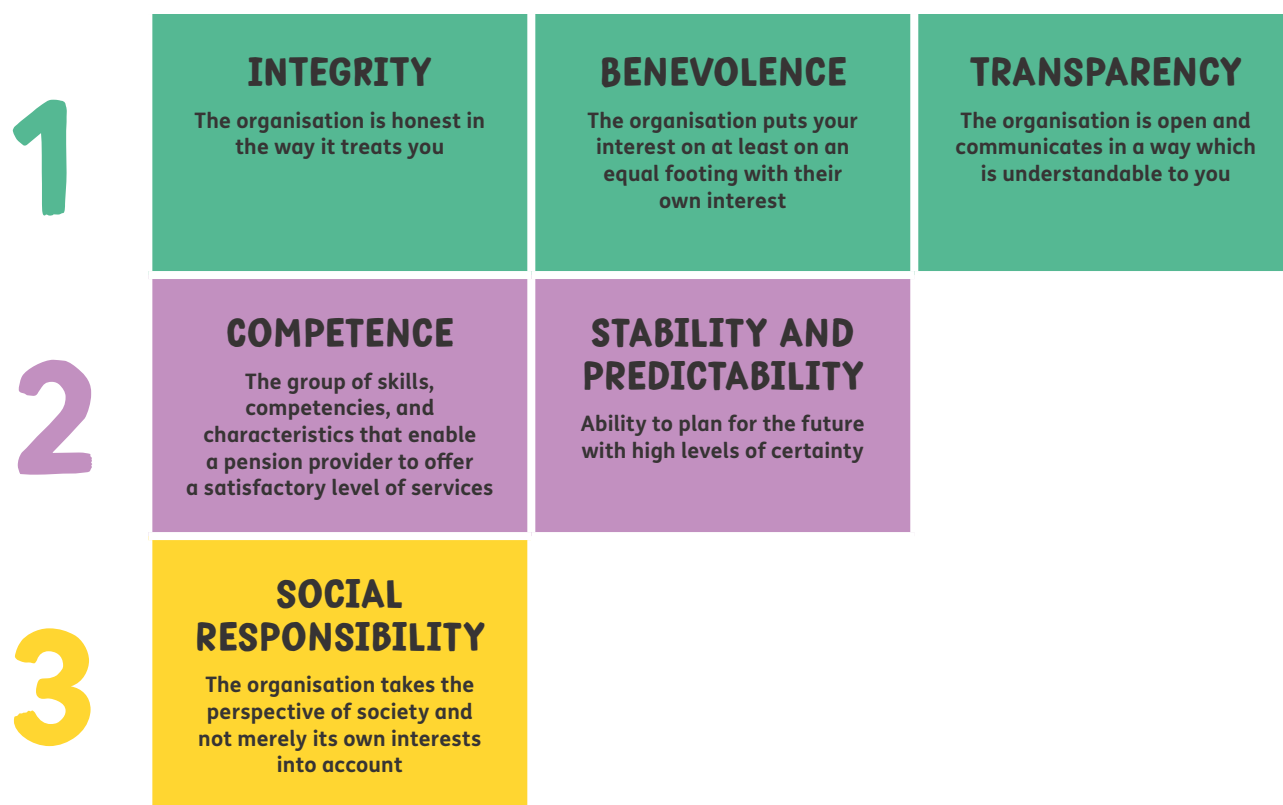 1
INTEGRITY
The organisation is honest in
the way it treats you
BENEVOLENCE
The organisation puts your
interest on at least on an
equal footing with their
own interest
TRANSPARENCY
The organisation is open and
communicates in a way which
is understandable to you
2
COMPETENCE
The group of skills,
competencies, and
characteristics that enable
a pension provider to offer
a satisfactory level of services
STABILITY AND
PREDICTABILITY
Ability to plan for the future
with high levels of certainty
3
SOCIAL
RESPONSIBILITY
The organisation takes the
perspective of society and
not merely its own interests
into account